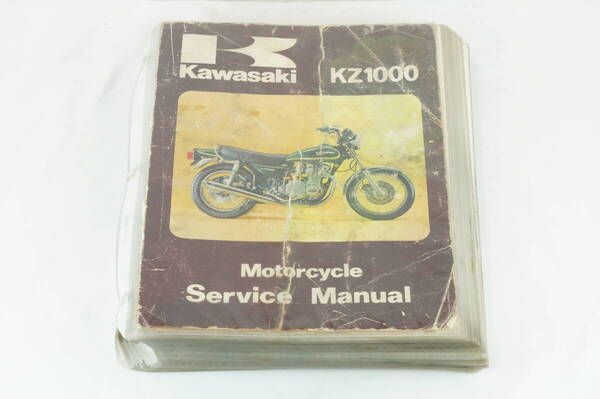 Kawasaki KZ1000
Motorcycle
Service Manual